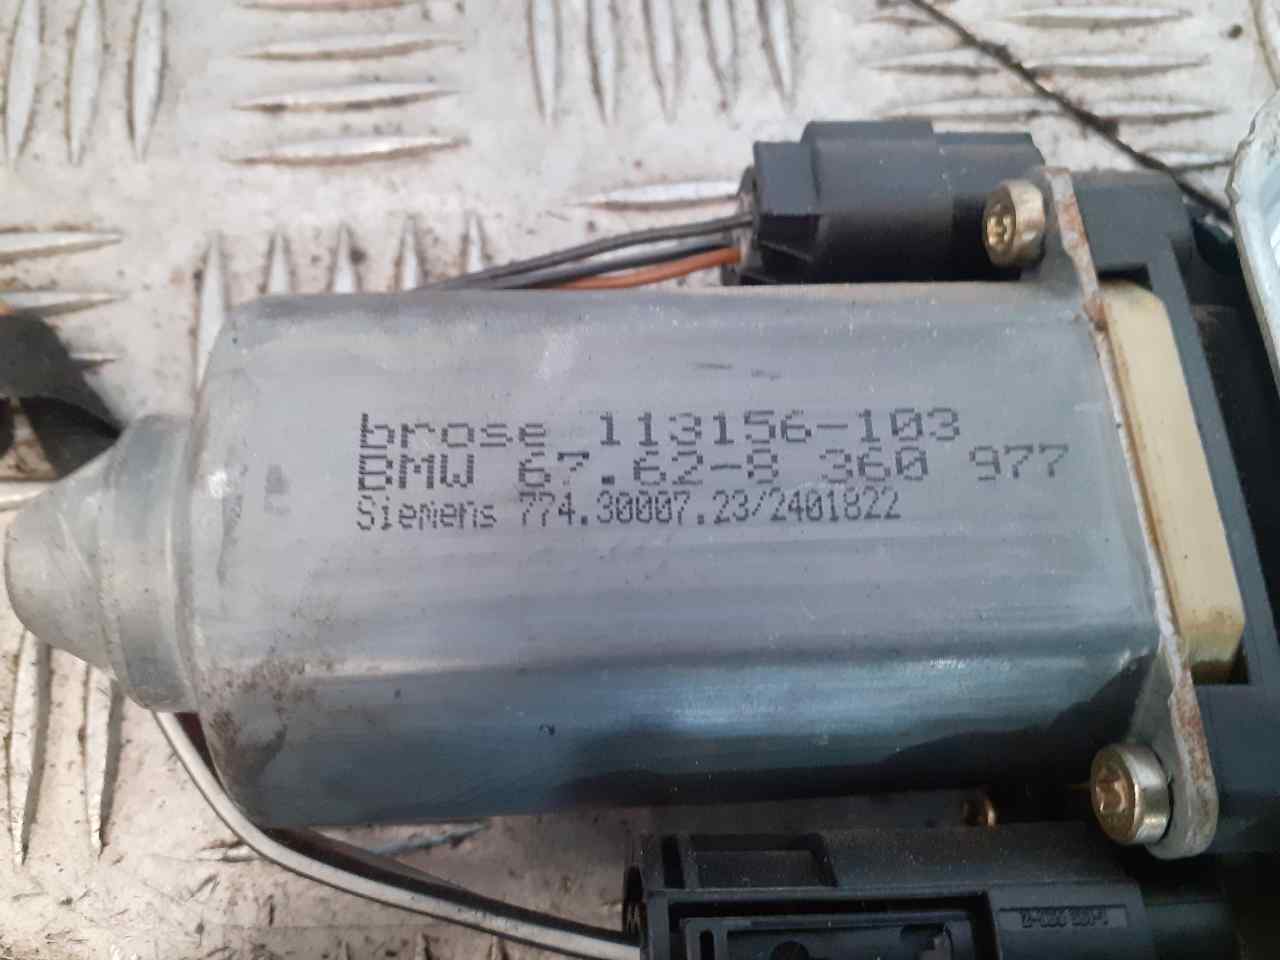 brose 113156-103
BMW 67.62-8 360 977
Siemens 774.30007.23/2401822